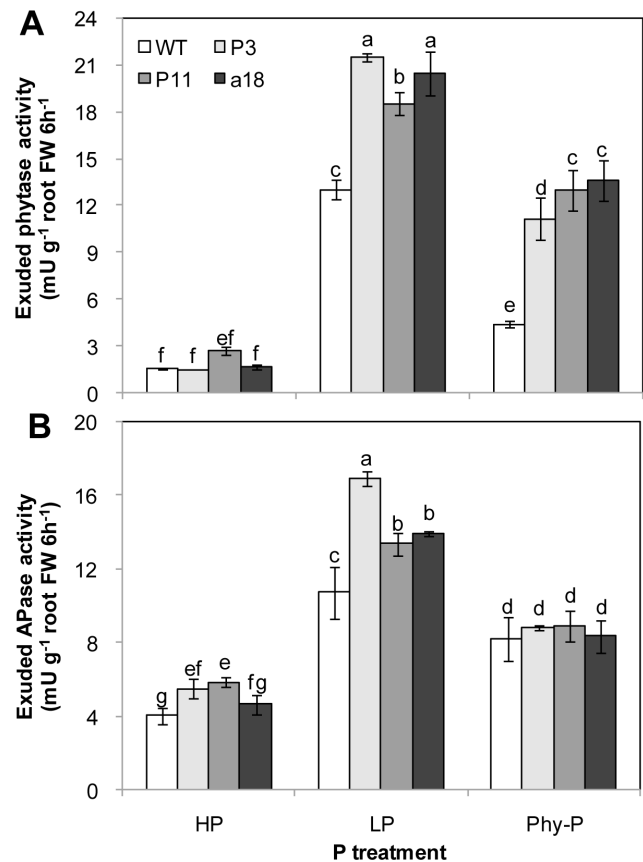 A
Exuded phytase activity
(mU g⁻¹ root FW 6h⁻¹)
24
21
18
15
12
9
6
3
0
WT
P3
P11
a18
f
f
ef
f
c
a
b
a
e
d
c
c
B
Exuded APase activity
(mU g⁻¹ root FW 6h⁻¹)
20
16
12
8
4
0
g
ef
e
fg
c
a
b
b
d
d
d
d
HP
LP
Phy-P
P treatment